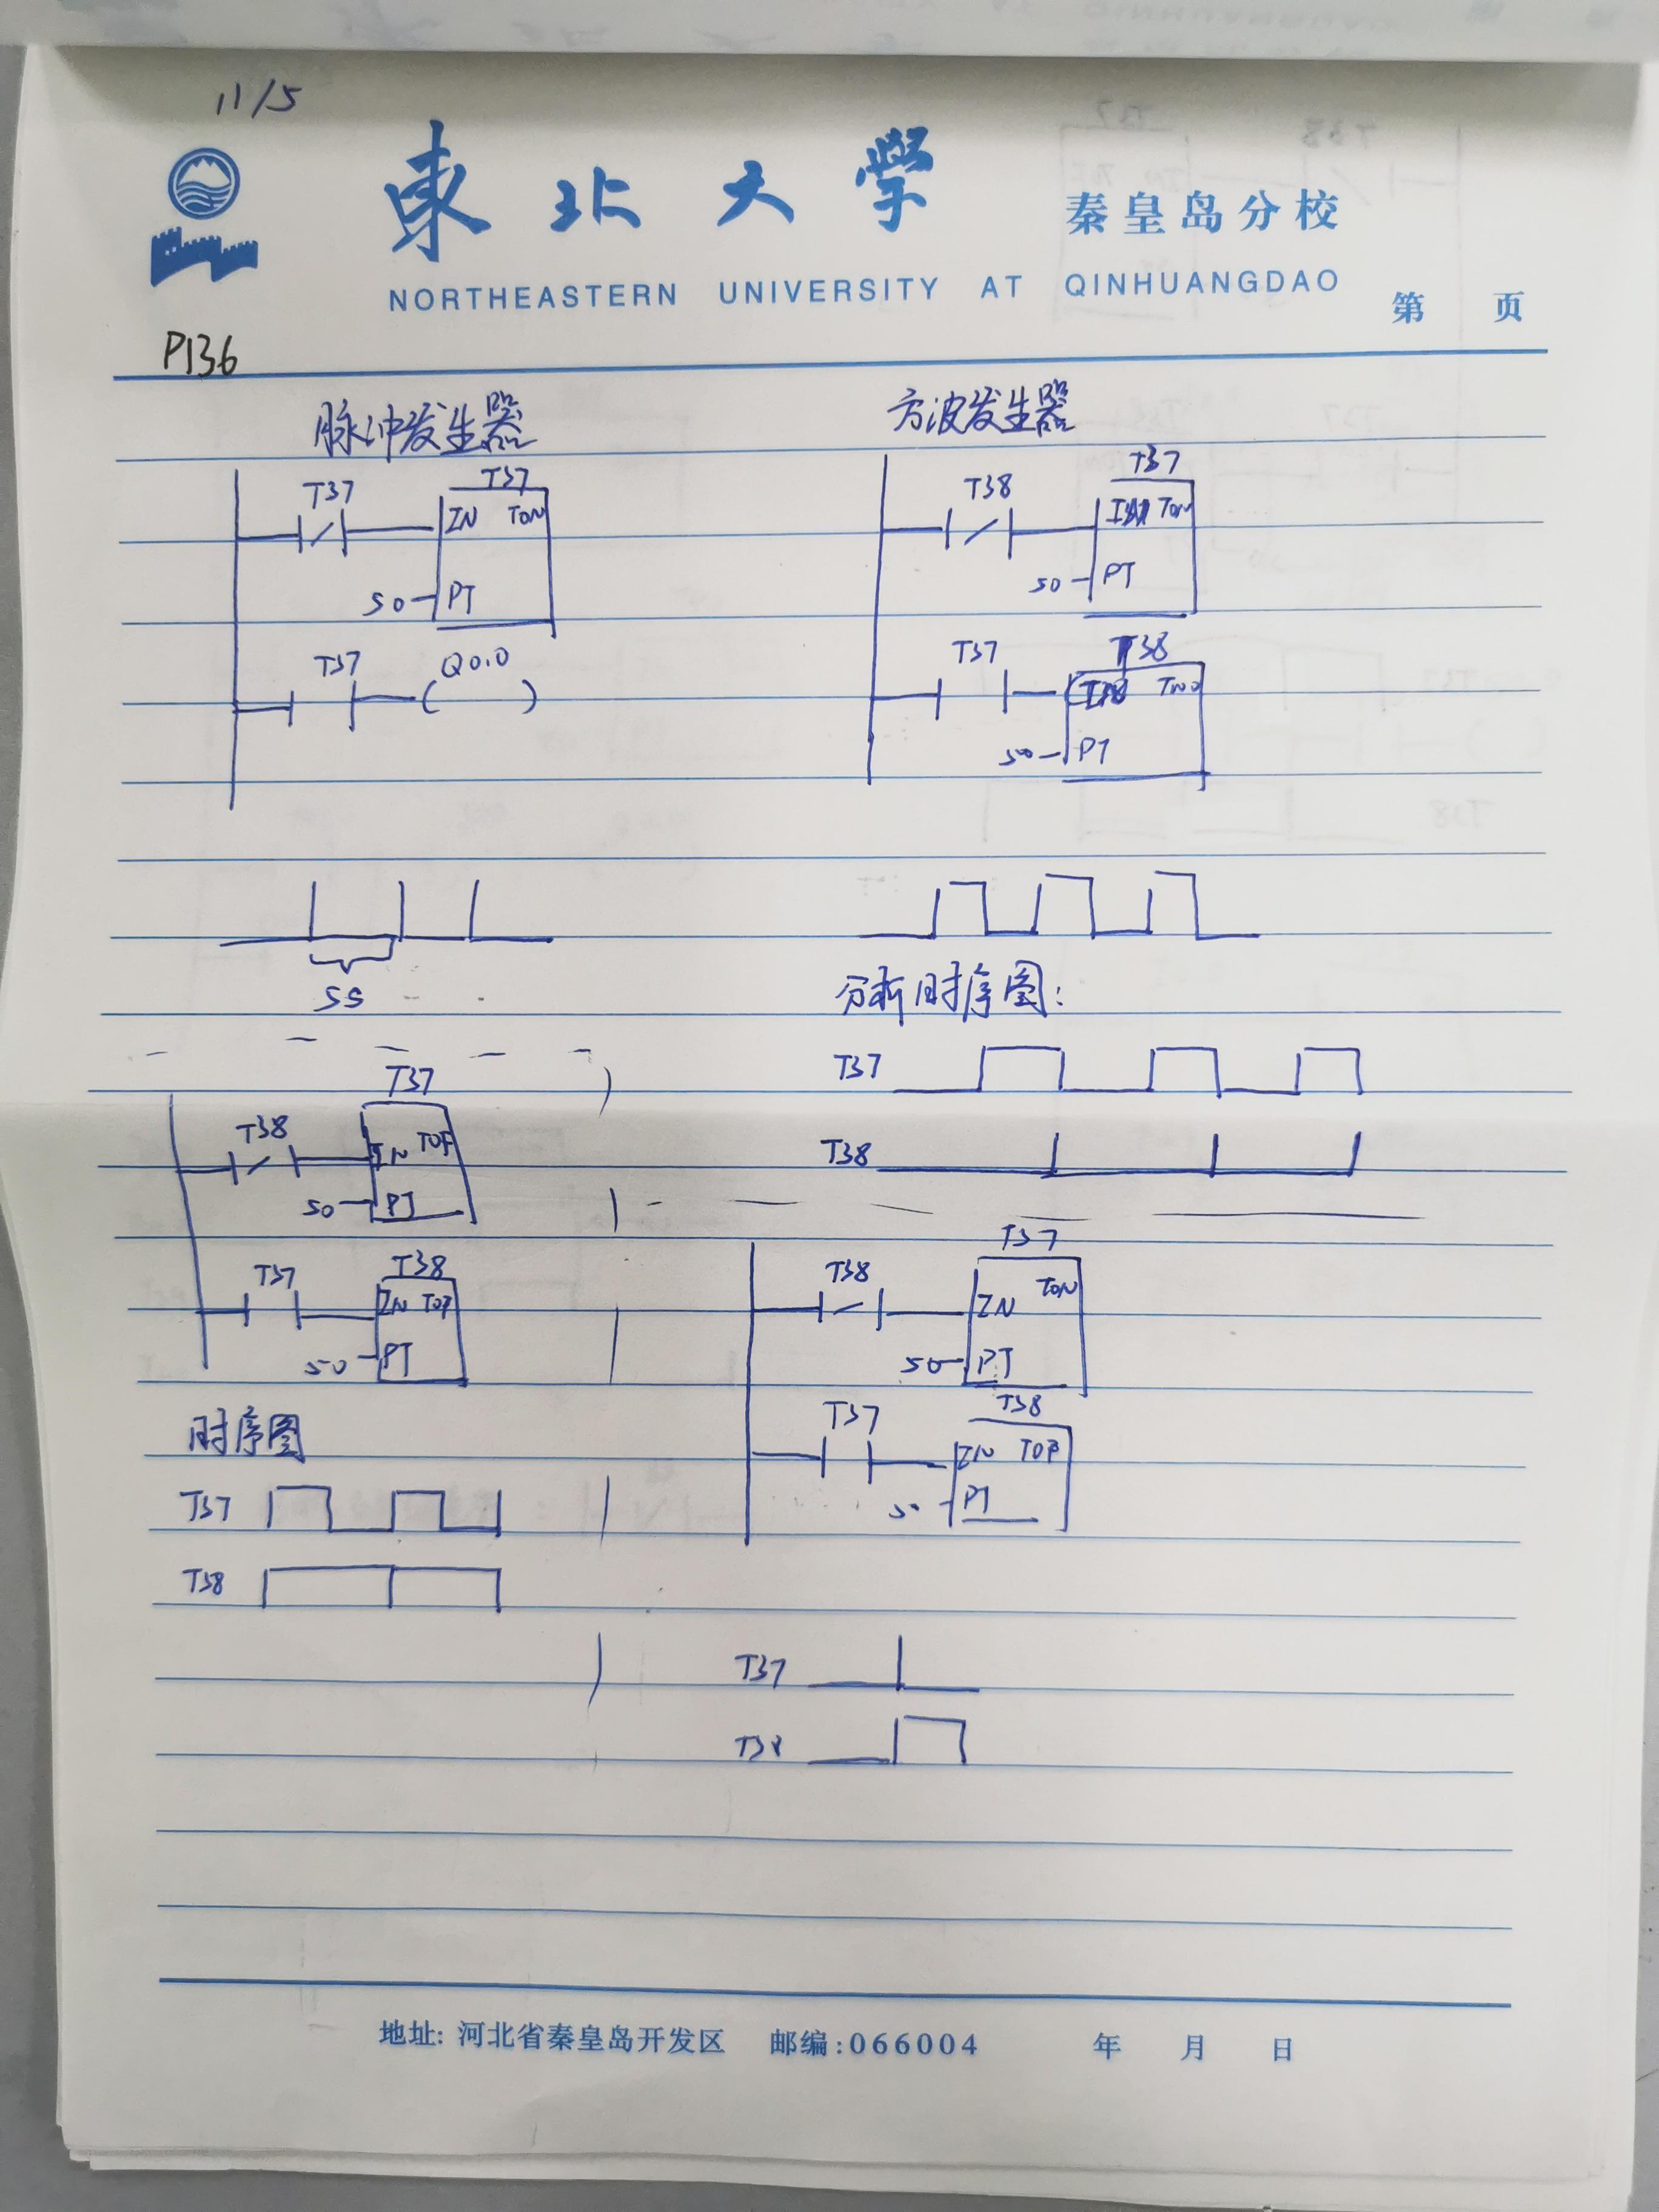 11/5
東北大學 秦皇岛分校
NORTHEASTERN UNIVERSITY AT QINHUANGDAO
第 页
P136
脉冲发生器
T37 T37
IN TON
50 PT
T37 Q0.0
5S
方波发生器
T38 T37
IN TON
50 PT
T37 T38
50 PT
分析时序图:
T37
T38
T37
T38 IN TOF
50 PT
T38
T37 IN TOF
50 PT
时序图
T37
T38
T37
T38 IN TON
50 PT
T38
T37 IN TOF
50 PT
T37
T38
地址: 河北省秦皇岛开发区 邮编:066004 年 月 日